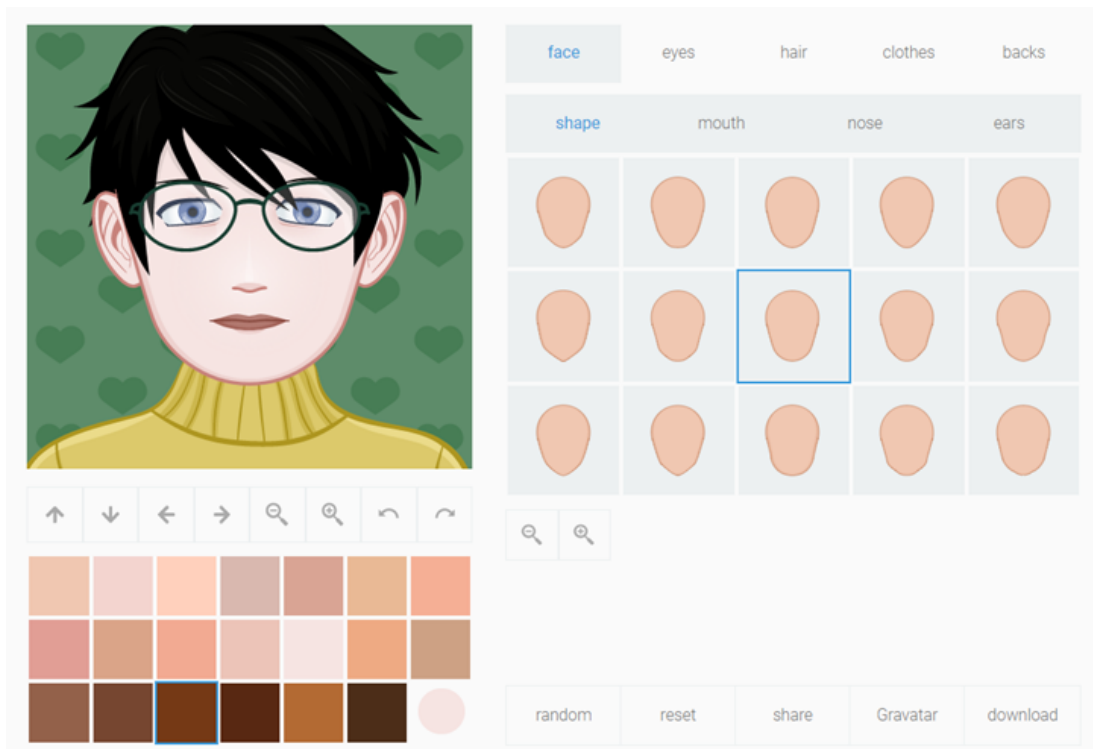 face eyes hair clothes backs
shape mouth nose ears
random reset share Gravatar download